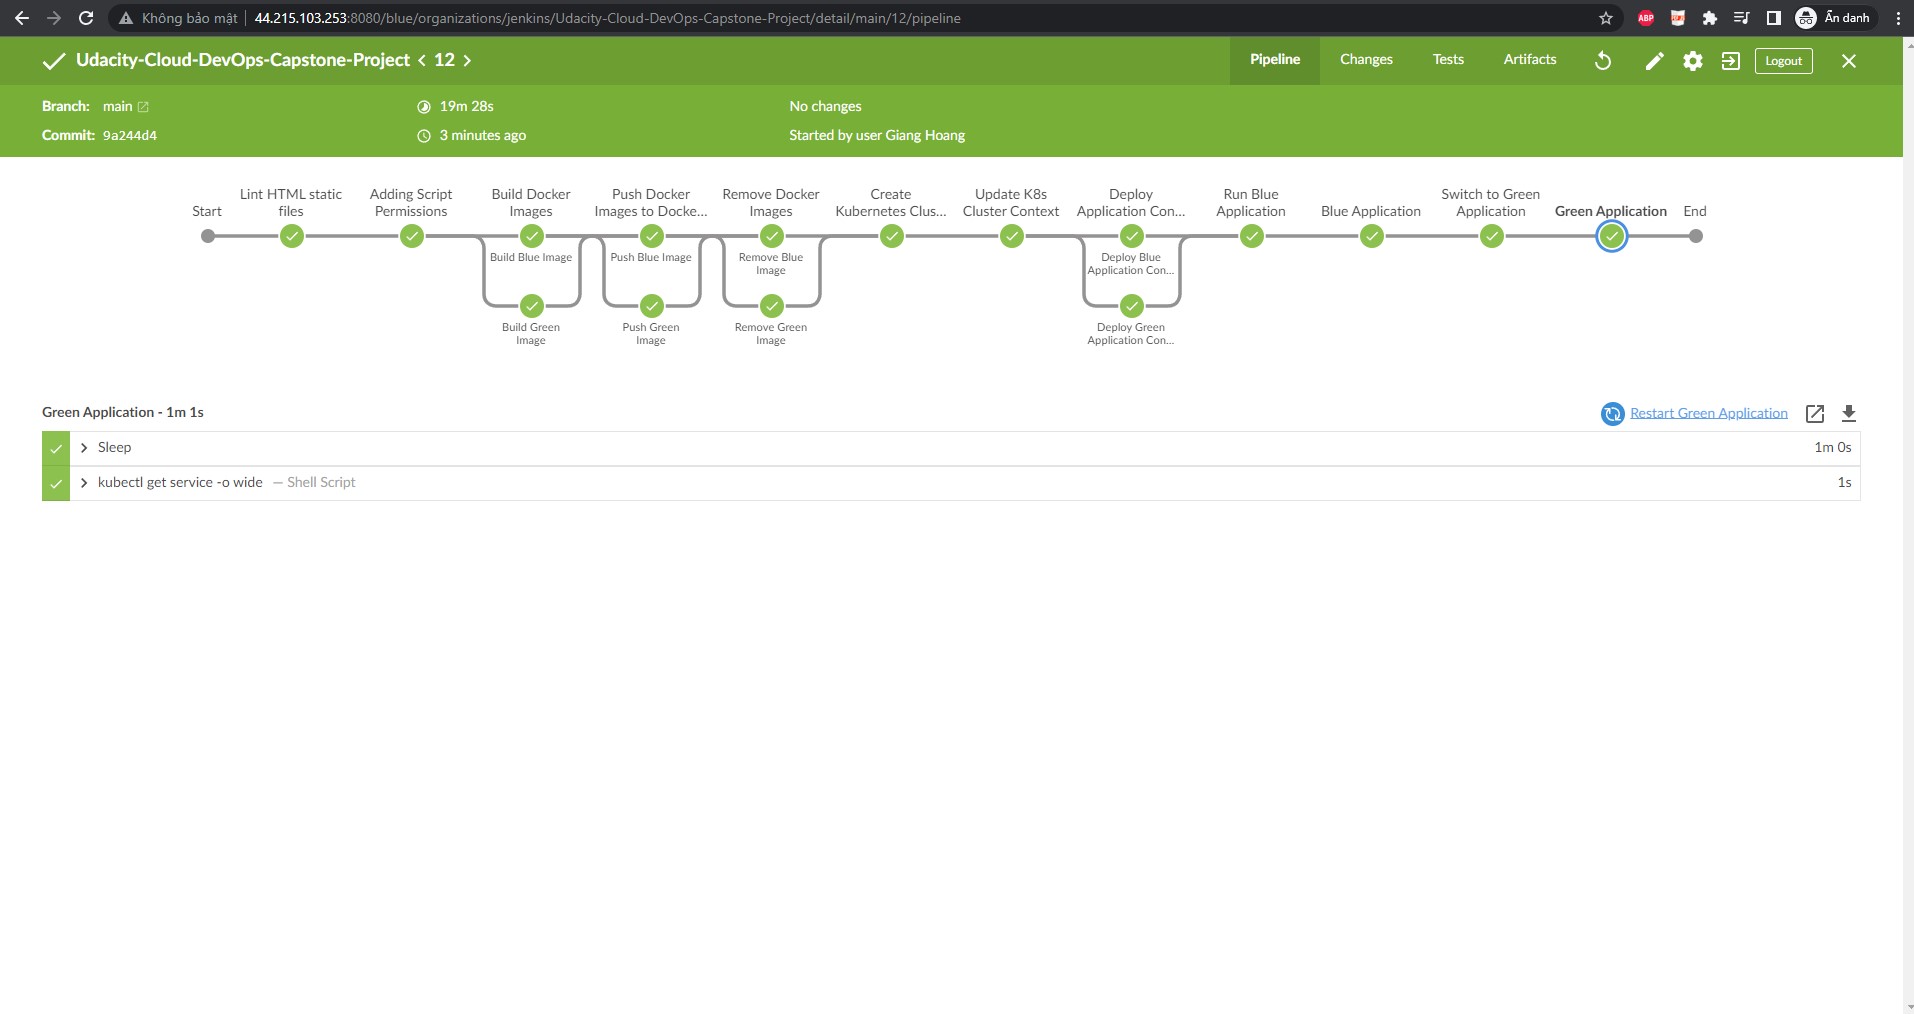 Không bảo mật
44.215.103.253:8080/blue/organizations/jenkins/Udacity-Cloud-DevOps-Capstone-Project/detail/main/12/pipeline
ABP
Ẩn danh
Udacity-Cloud-DevOps-Capstone-Project < 12 >
Pipeline
Changes
Tests
Artifacts
Logout
Branch: main
19m 28s
No changes
Commit: 9a244d4
3 minutes ago
Started by user Giang Hoang
Start
Lint HTML static
files
Adding Script
Permissions
Build Docker
Images
Push Docker
Images to Docke...
Remove Docker
Images
Create
Kubernetes Clus...
Update K8s
Cluster Context
Deploy
Application Con...
Run Blue
Application
Blue Application
Switch to Green
Application
Green Application
End
Build Blue Image
Push Blue Image
Remove Blue
Image
Deploy Blue
Application Con...
Build Green
Image
Push Green
Image
Remove Green
Image
Deploy Green
Application Con...
Green Application - 1m 1s
Restart Green Application
Sleep
1m 0s
kubectl get service -o wide — Shell Script
1s